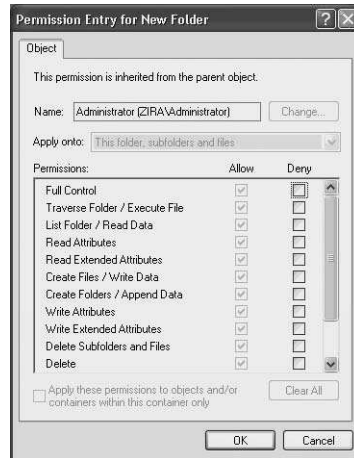 Permission Entry for New Folder
Object
This permission is inherited from the parent object.
Name: Administrator (ZIRA\Administrator) Change...
Apply onto: This folder, subfolders and files
Permissions: Allow Deny
Full Control
Traverse Folder / Execute File
List Folder / Read Data
Read Attributes
Read Extended Attributes
Create Files / Write Data
Create Folders / Append Data
Write Attributes
Write Extended Attributes
Delete Subfolders and Files
Delete
Apply these permissions to objects and/or Clear All
containers within this container only
OK Cancel